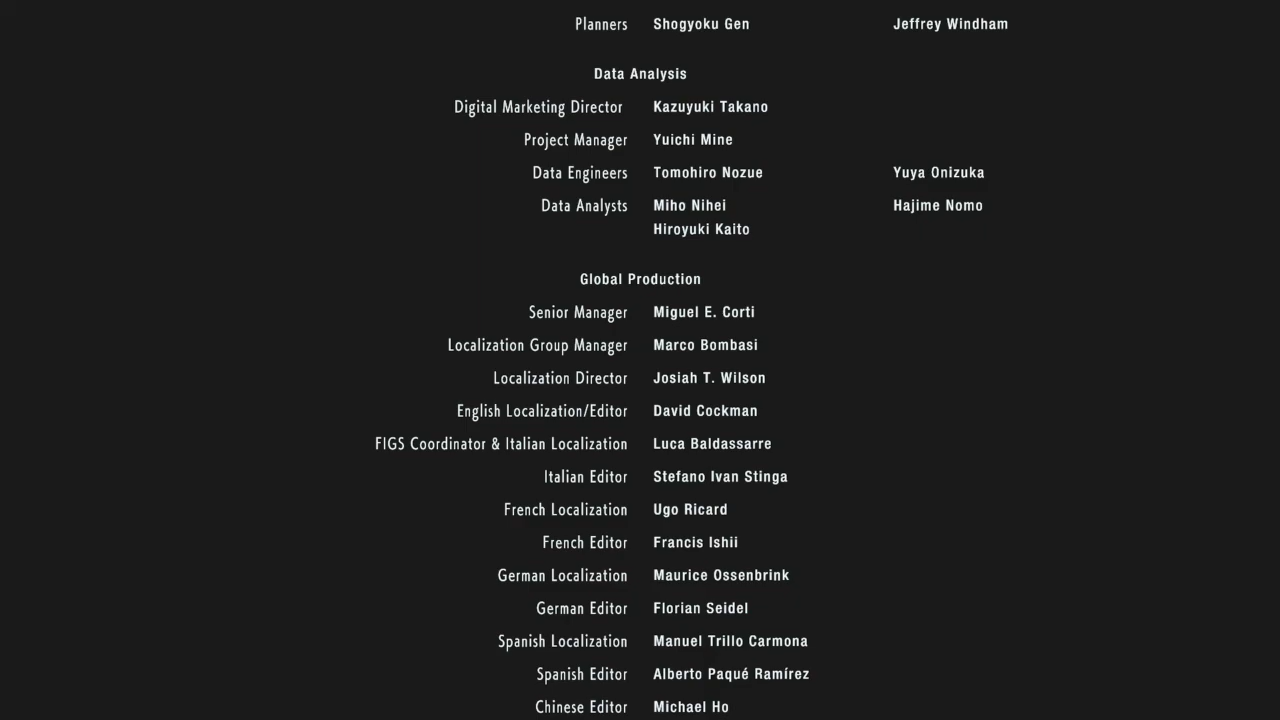 Planners Shogyoku Gen Jeffrey Windham
Data Analysis
Digital Marketing Director Kazuyuki Takano
Project Manager Yuichi Mine
Data Engineers Tomohiro Nozue Yuya Onizuka
Data Analysts Miho Nihei Hajime Nomo
Hiroyuki Kaito
Global Production
Senior Manager Miguel E. Corti
Localization Group Manager Marco Bombasi
Localization Director Josiah T. Wilson
English Localization/Editor David Cockman
FIGS Coordinator & Italian Localization Luca Baldassarre
Italian Editor Stefano Ivan Stinga
French Localization Ugo Ricard
French Editor Francis Ishii
German Localization Maurice Ossenbrink
German Editor Florian Seidel
Spanish Localization Manuel Trillo Carmona
Spanish Editor Alberto Paqué Ramírez
Chinese Editor Michael Ho